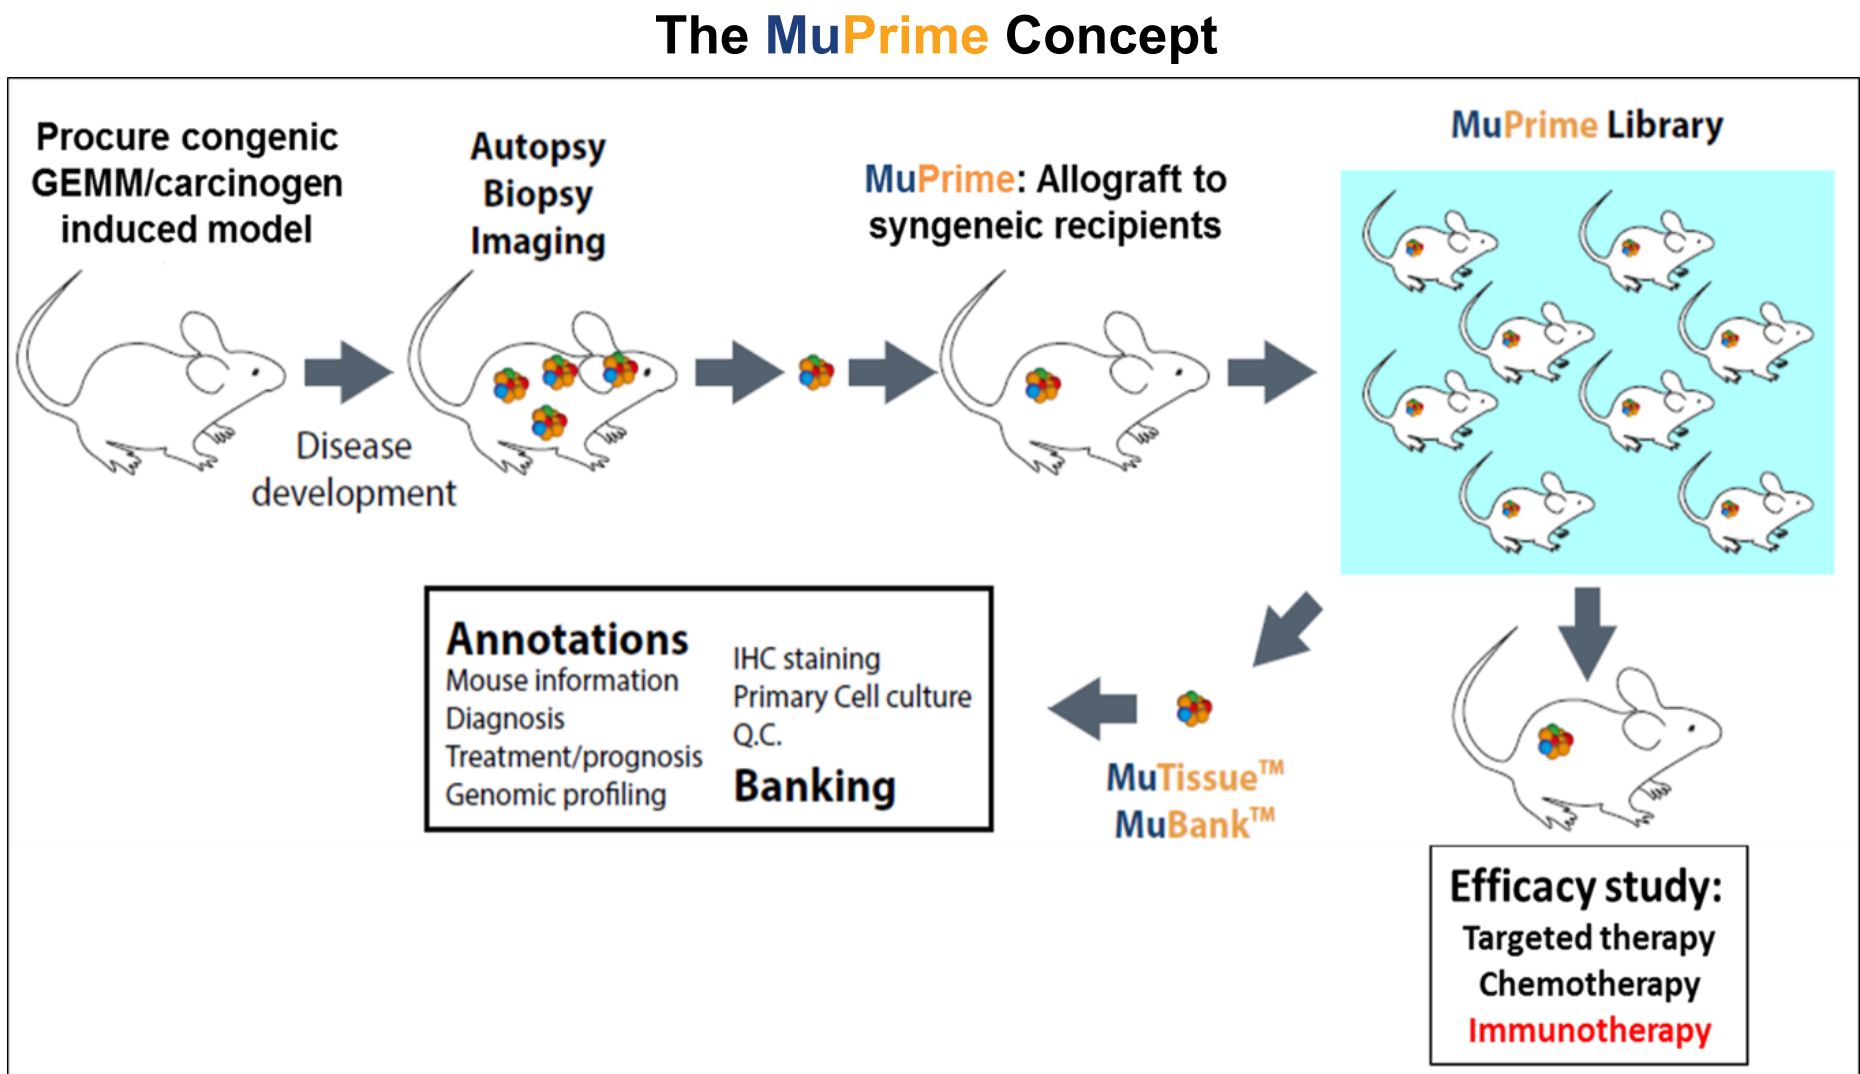 The MuPrime Concept
Procure congenic
GEMM/carcinogen
induced model
Autopsy
Biopsy
Imaging
MuPrime: Allograft to
syngeneic recipients
MuPrime Library
Disease
development
Annotations
Mouse information
Diagnosis
Treatment/prognosis
Genomic profiling
IHC staining
Primary Cell culture
Q.C.
Banking
MuTissue™
MuBank™
Efficacy study:
Targeted therapy
Chemotherapy
Immunotherapy